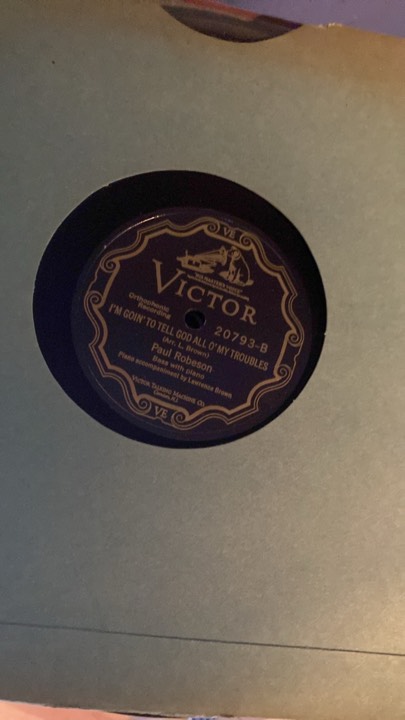 VE
"HIS MASTER'S VOICE"
VICTOR
Orthophonic
Recording
20793-B
I'M GOIN' TO TELL GOD ALL O' MY TROUBLES
(Arr. L. Brown)
Paul Robeson
Bass with piano
Piano accompaniment by Lawrence Brown
VICTOR TALKING MACHINE CO.
Camden, N.J.
VE